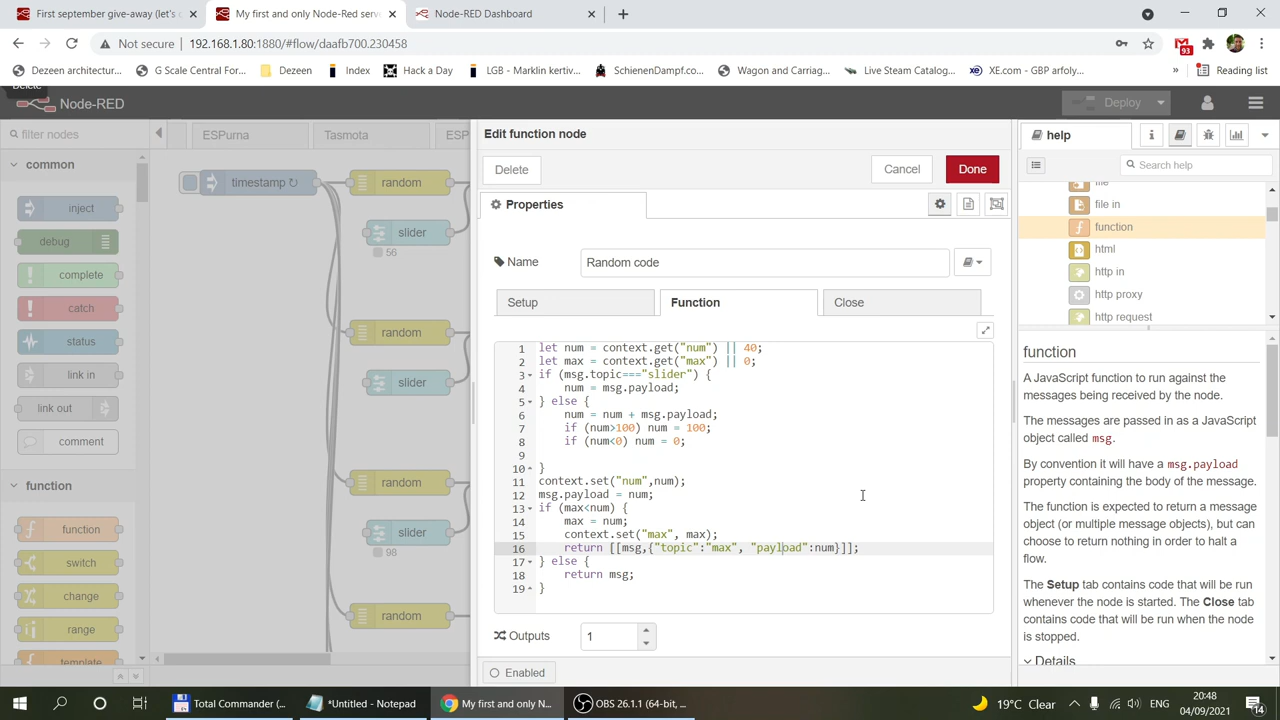 First september give-away (let's c
My first and only Node-Red serv
Node-RED Dashboard
Not secure
192.168.1.80:1880/#flow/daafb700.230458
93
Dezeen architectur...
G Scale Central For...
Dezeen
Index
Hack a Day
LGB - Marklin kertiv...
SchienenDampf.co...
Wagon and Carriag...
Live Steam Catalog...
XE.com - GBP arfoly...
»
Reading list
Delete
Node-RED
Deploy
filter nodes
ESPurna
Tasmota
ESP
Edit function node
help
Delete
Cancel
Done
Search help
common
inject
debug
complete
catch
status
link in
link out
comment
function
function
switch
change
range
template
timestamp ↻
random
slider
56
random
slider
random
slider
98
random
Properties
Name
Random code
Setup
Function
Close
1 let num = context.get("num") || 40;
2 let max = context.get("max") || 0;
3 if (msg.topic==="slider") {
4 num = msg.payload;
5 } else {
6 num = num + msg.payload;
7 if (num>100) num = 100;
8 if (num<0) num = 0;
9
10 }
11 context.set("num",num);
12 msg.payload = num;
13 if (max<num) {
14 max = num;
15 context.set("max", max);
16 return [[msg,{"topic":"max", "payload":num}]];
17 } else {
18 return msg;
19 }
Outputs
1
Enabled
file
file in
function
html
http in
http proxy
http request
function
A JavaScript function to run against the
messages being received by the node.
The messages are passed in as a JavaScript
object called msg.
By convention it will have a msg.payload
property containing the body of the message.
The function is expected to return a message
object (or multiple message objects), but can
choose to return nothing in order to halt a
flow.
The Setup tab contains code that will be run
whenever the node is started. The Close tab
contains code that will be run when the node
is stopped.
Details
Total Commander (...
*Untitled - Notepad
My first and only N...
OBS 26.1.1 (64-bit, ...
19°C Clear
20:48
04/09/2021
14